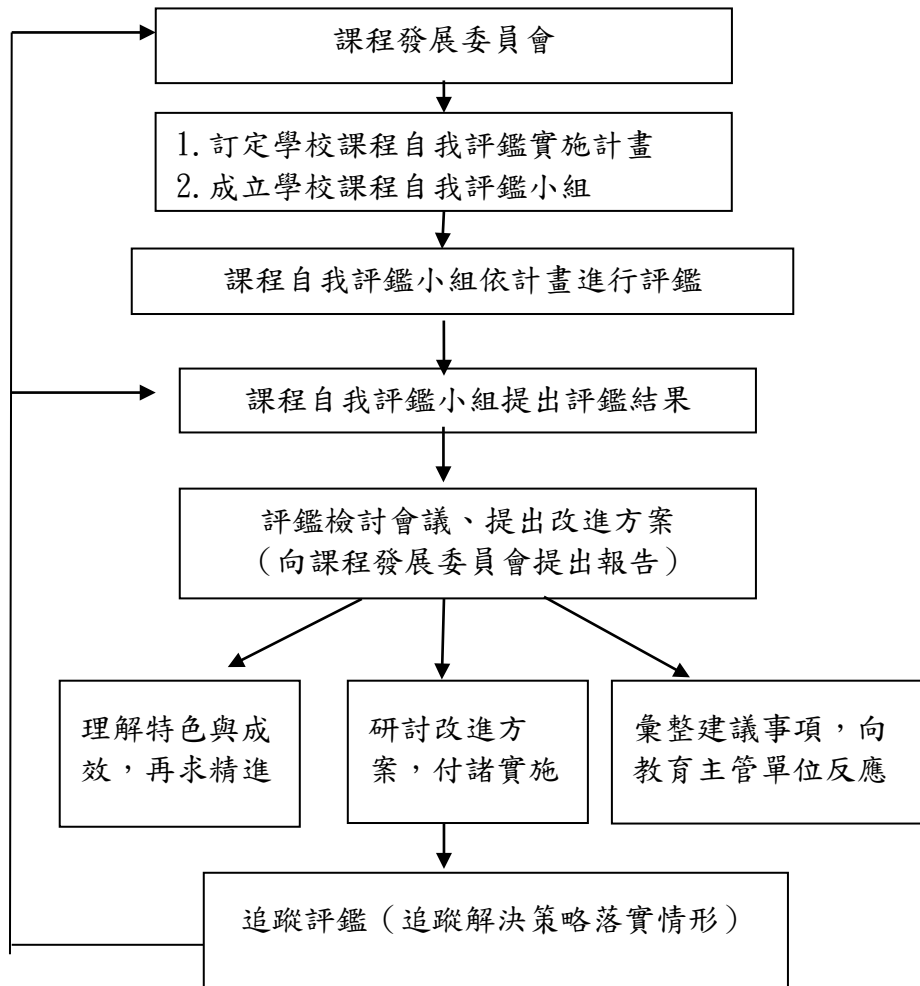 課程發展委員會
1.訂定學校課程自我評鑑實施計畫
2.成立學校課程自我評鑑小組
課程自我評鑑小組依計畫進行評鑑
課程自我評鑑小組提出評鑑結果
評鑑檢討會議、提出改進方案
（向課程發展委員會提出報告）
理解特色與成
效，再求精進
研討改進方
案，付諸實施
彙整建議事項，向
教育主管單位反應
追蹤評鑑（追蹤解決策略落實情形）